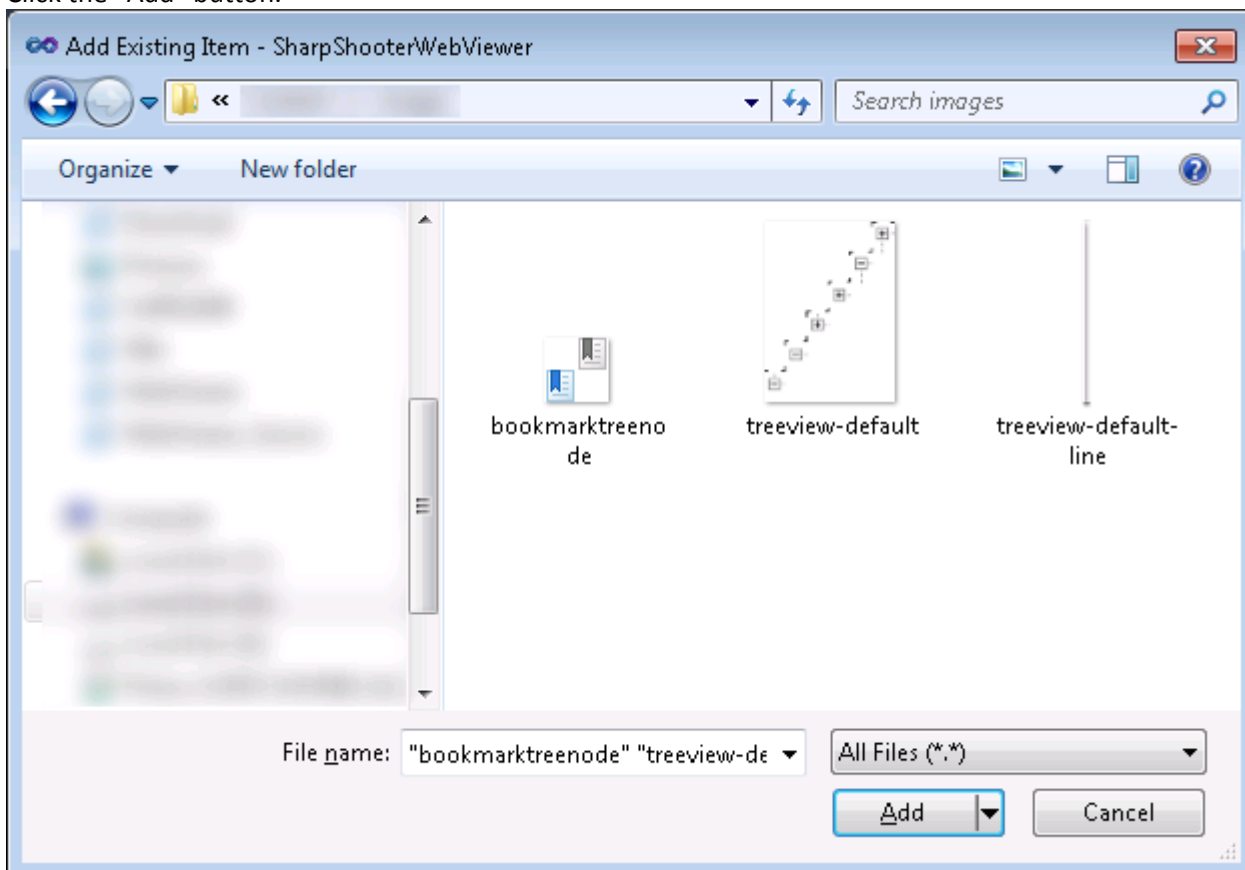 Click the "Add" button.
Add Existing Item - SharpShooterWebViewer
«
Search images
Organize
New folder
bookmarktreeno
de
treeview-default
treeview-default-
line
File name:
"bookmarktreenode" "treeview-de
All Files (*.*)
Add
Cancel